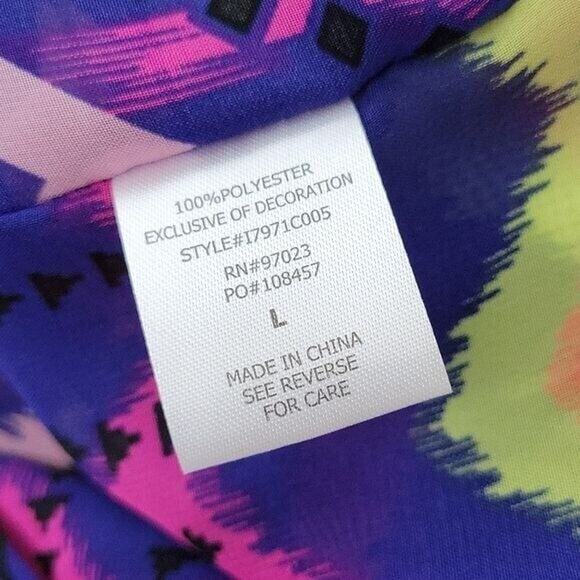 100%POLYESTER
EXCLUSIVE OF DECORATION
STYLE#I7971C005
RN#97023
PO#108457
L
MADE IN CHINA
SEE REVERSE
FOR CARE